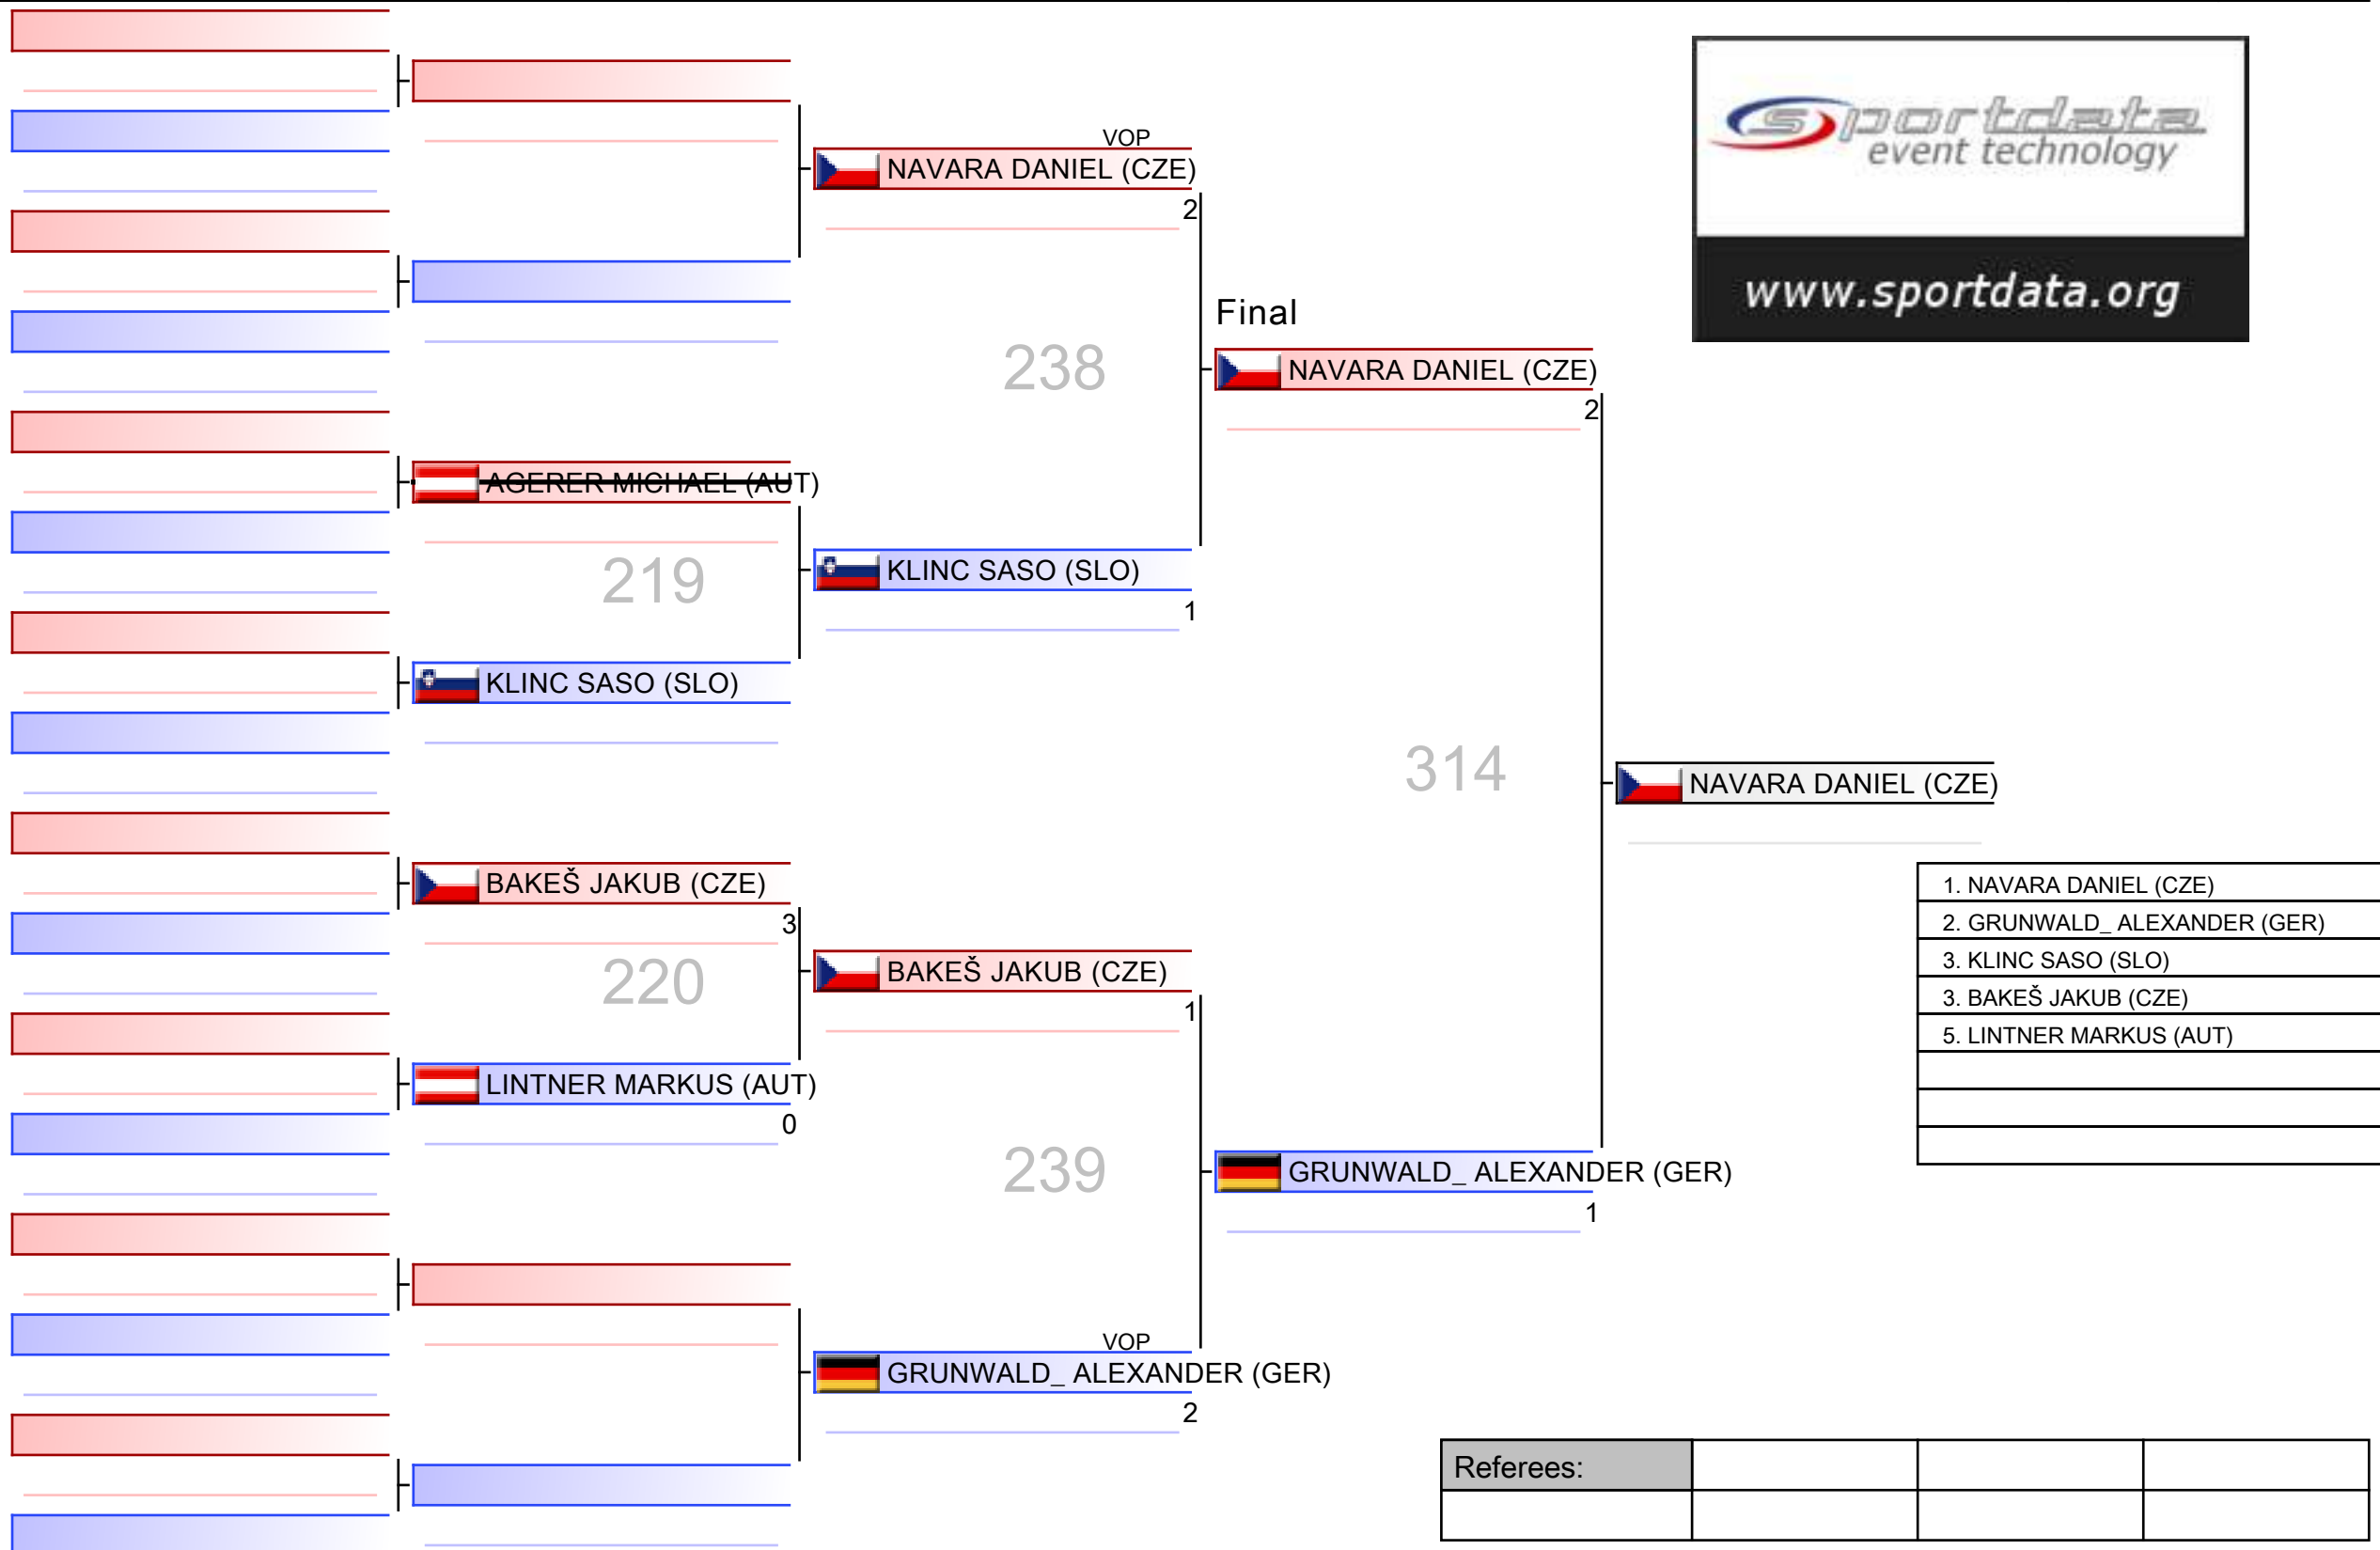 sportdata
event technology
www.sportdata.org
VOP
NAVARA DANIEL (CZE)
2
238
Final
NAVARA DANIEL (CZE)
2
AGERER MICHAEL (AUT)
219
KLINC SASO (SLO)
1
KLINC SASO (SLO)
314
NAVARA DANIEL (CZE)
BAKEŠ JAKUB (CZE)
3
220
BAKEŠ JAKUB (CZE)
1
LINTNER MARKUS (AUT)
0
239
GRUNWALD_ ALEXANDER (GER)
1
VOP
GRUNWALD_ ALEXANDER (GER)
2
1. NAVARA DANIEL (CZE)
2. GRUNWALD_ ALEXANDER (GER)
3. KLINC SASO (SLO)
3. BAKEŠ JAKUB (CZE)
5. LINTNER MARKUS (AUT)
Referees: